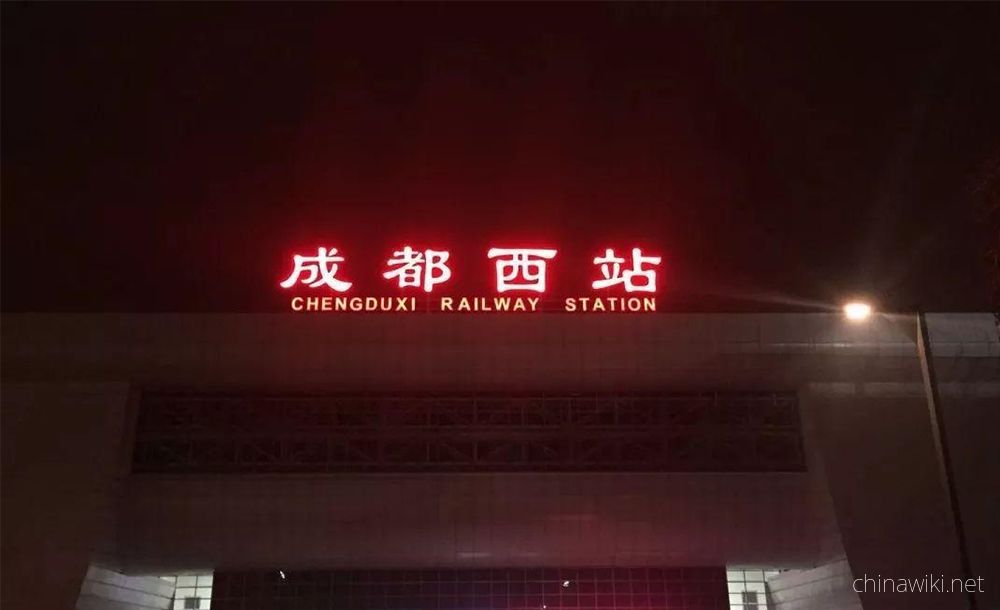 成都西站
CHENGDUXI RAILWAY STATION
chinawiki.net